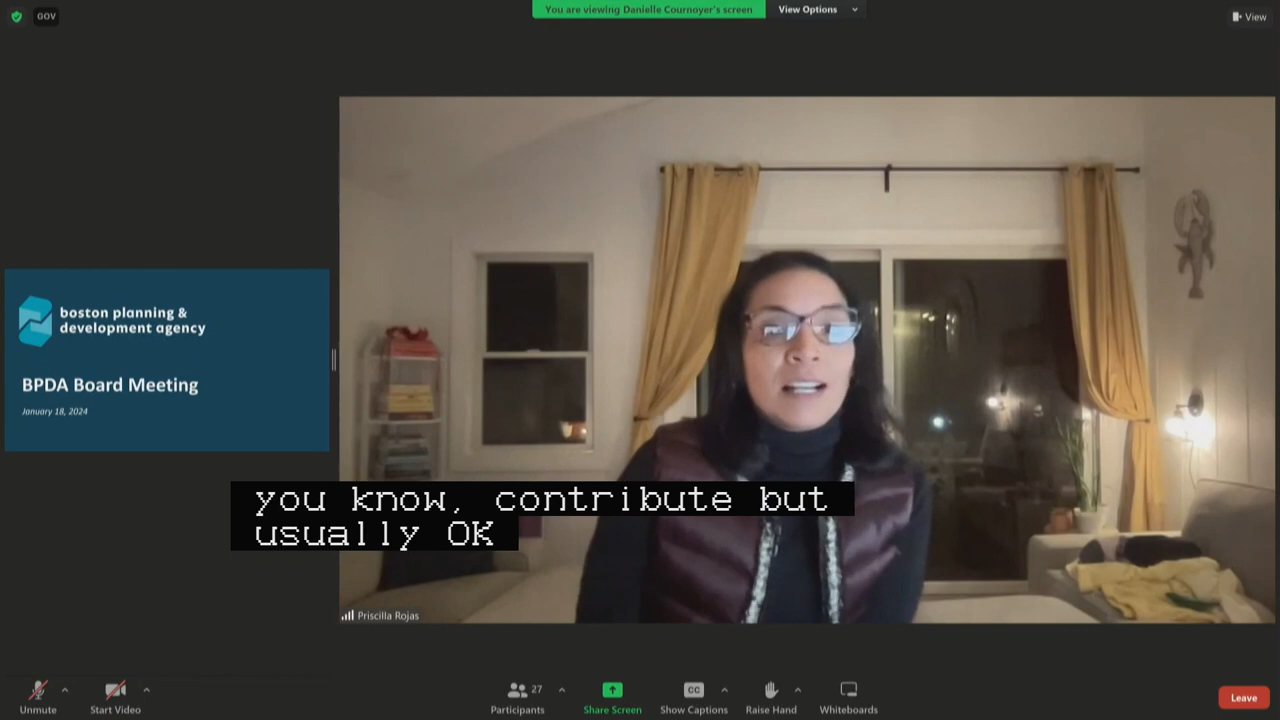 GOV
You are viewing Danielle Cournoyer's screen
View Options
View
boston planning &
development agency
BPDA Board Meeting
January 18, 2024
you know, contribute but
usually OK
Priscilla Rojas
Unmute
Start Video
27
Participants
Share Screen
CC
Show Captions
Raise Hand
Whiteboards
Leave